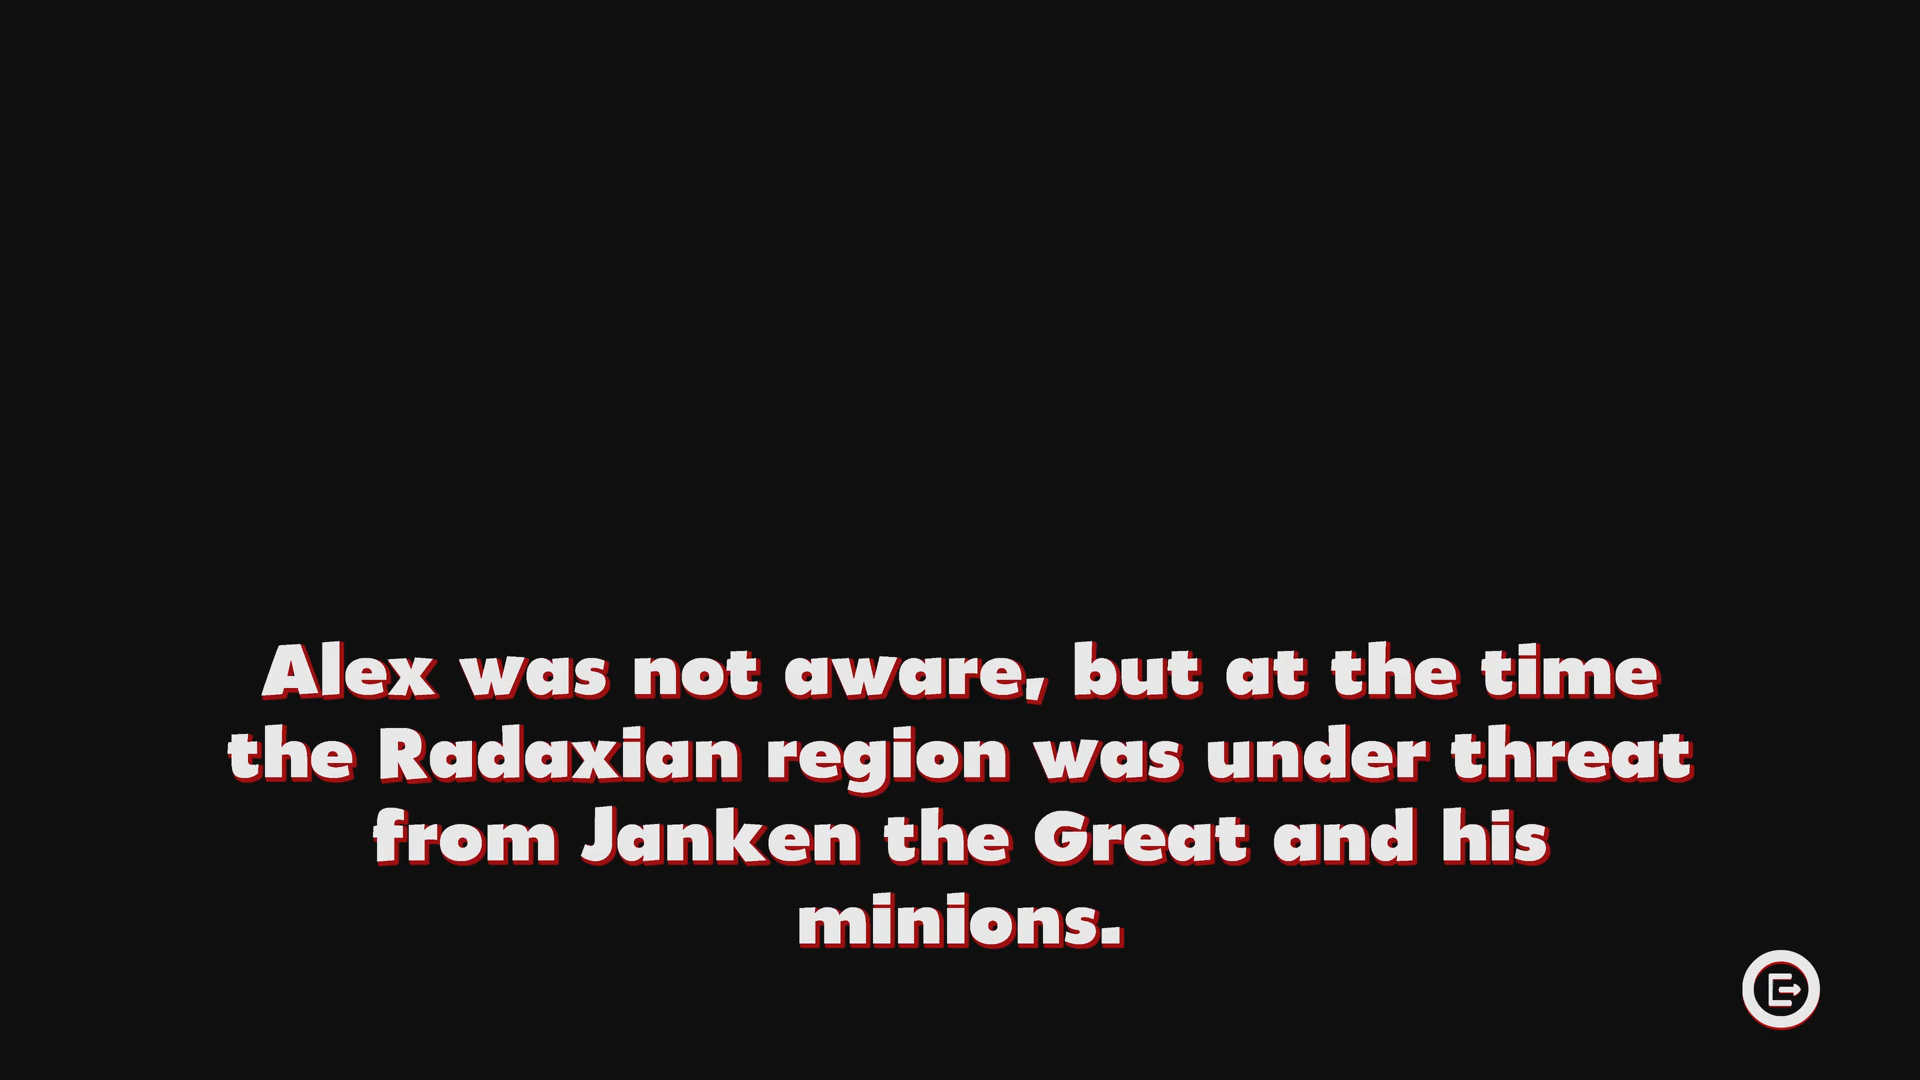 Alex was not aware, but at the time
the Radaxian region was under threat
from Janken the Great and his
minions.